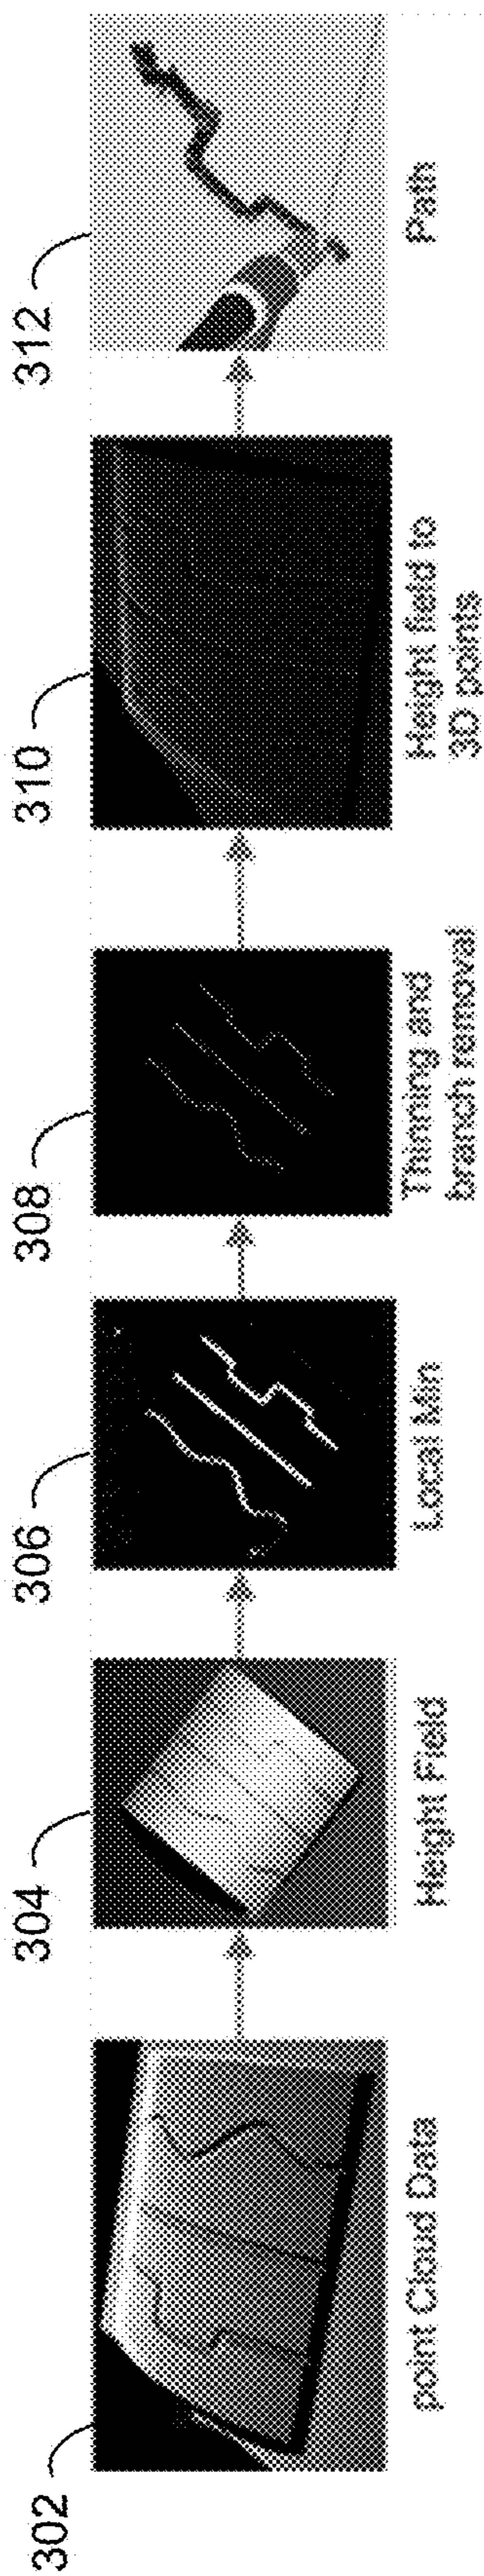 302
point Cloud Data
304
Height Field
306
Local Min
308
Thinning and
branch removal
310
Height field to
3D points
312
Path